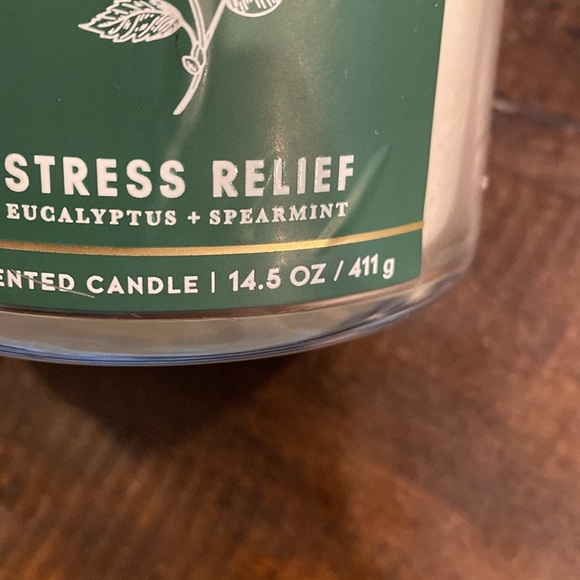 STRESS RELIEF
EUCALYPTUS + SPEARMINT
ENTED CANDLE | 14.5 OZ / 411 g